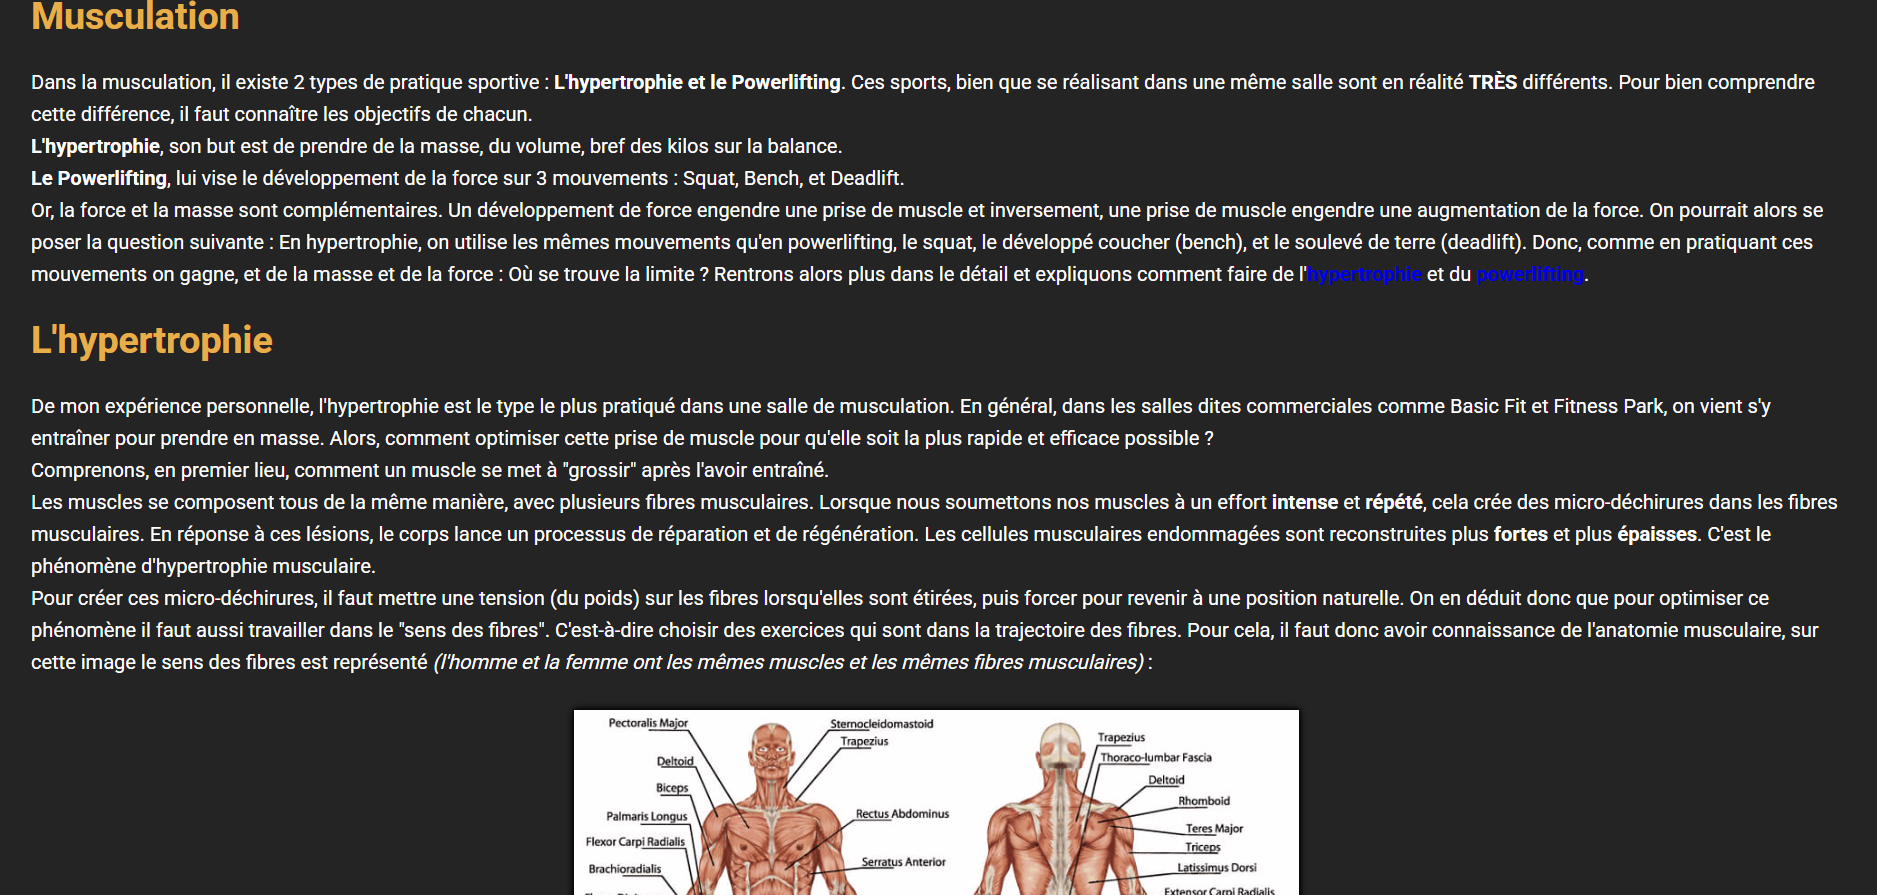 Musculation
Dans la musculation, il existe 2 types de pratique sportive : L'hypertrophie et le Powerlifting. Ces sports, bien que se réalisant dans une même salle sont en réalité TRÈS différents. Pour bien comprendre
cette différence, il faut connaître les objectifs de chacun.
L'hypertrophie, son but est de prendre de la masse, du volume, bref des kilos sur la balance.
Le Powerlifting, lui vise le développement de la force sur 3 mouvements : Squat, Bench, et Deadlift.
Or, la force et la masse sont complémentaires. Un développement de force engendre une prise de muscle et inversement, une prise de muscle engendre une augmentation de la force. On pourrait alors se
poser la question suivante : En hypertrophie, on utilise les mêmes mouvements qu'en powerlifting, le squat, le développé coucher (bench), et le soulevé de terre (deadlift). Donc, comme en pratiquant ces
mouvements on gagne, et de la masse et de la force : Où se trouve la limite ? Rentrons alors plus dans le détail et expliquons comment faire de l'hypertrophie et du powerlifting.
L'hypertrophie
De mon expérience personnelle, l'hypertrophie est le type le plus pratiqué dans une salle de musculation. En général, dans les salles dites commerciales comme Basic Fit et Fitness Park, on vient s'y
entraîner pour prendre en masse. Alors, comment optimiser cette prise de muscle pour qu'elle soit la plus rapide et efficace possible ?
Comprenons, en premier lieu, comment un muscle se met à "grossir" après l'avoir entraîné.
Les muscles se composent tous de la même manière, avec plusieurs fibres musculaires. Lorsque nous soumettons nos muscles à un effort intense et répété, cela crée des micro-déchirures dans les fibres
musculaires. En réponse à ces lésions, le corps lance un processus de réparation et de régénération. Les cellules musculaires endommagées sont reconstruites plus fortes et plus épaisses. C'est le
phénomène d'hypertrophie musculaire.
Pour créer ces micro-déchirures, il faut mettre une tension (du poids) sur les fibres lorsqu'elles sont étirées, puis forcer pour revenir à une position naturelle. On en déduit donc que pour optimiser ce
phénomène il faut aussi travailler dans le "sens des fibres". C'est-à-dire choisir des exercices qui sont dans la trajectoire des fibres. Pour cela, il faut donc avoir connaissance de l'anatomie musculaire, sur
cette image le sens des fibres est représenté (l'homme et la femme ont les mêmes muscles et les mêmes fibres musculaires) :
Pectoralis Major
Deltoid
Biceps
Palmaris Longus
Flexor Carpi Radialis
Brachioradialis
Sternocleidomastoid
Trapezius
Rectus Abdominus
Serratus Anterior
Trapezius
Thoraco-lumbar Fascia
Deltoid
Rhomboid
Teres Major
Triceps
Latissimus Dorsi
Extensor Carpi Radialis